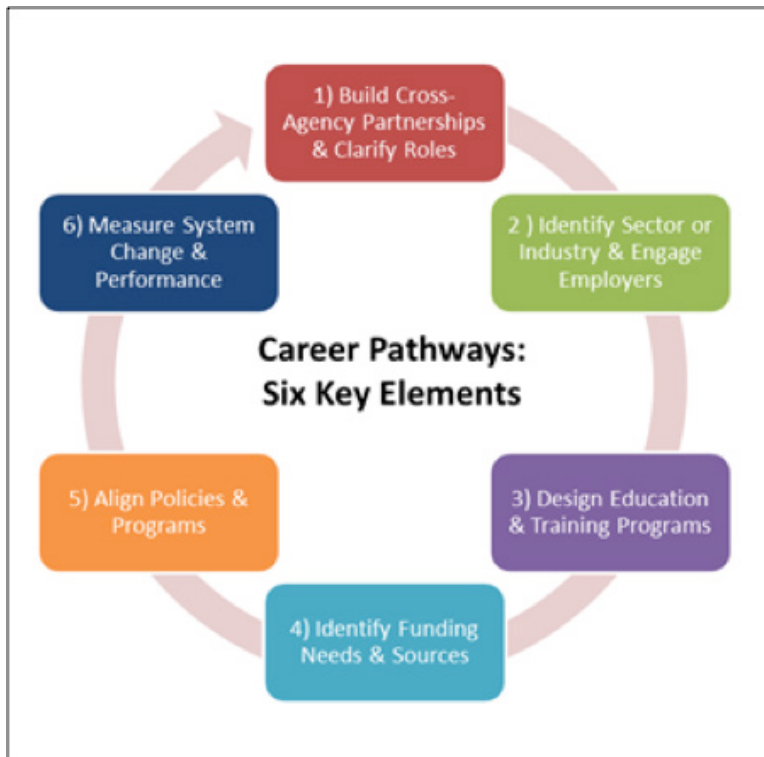 1) Build Cross-
Agency Partnerships
& Clarify Roles
2 ) Identify Sector or
Industry & Engage
Employers
3) Design Education
& Training Programs
4) Identify Funding
Needs & Sources
5) Align Policies &
Programs
6) Measure System
Change &
Performance
Career Pathways:
Six Key Elements